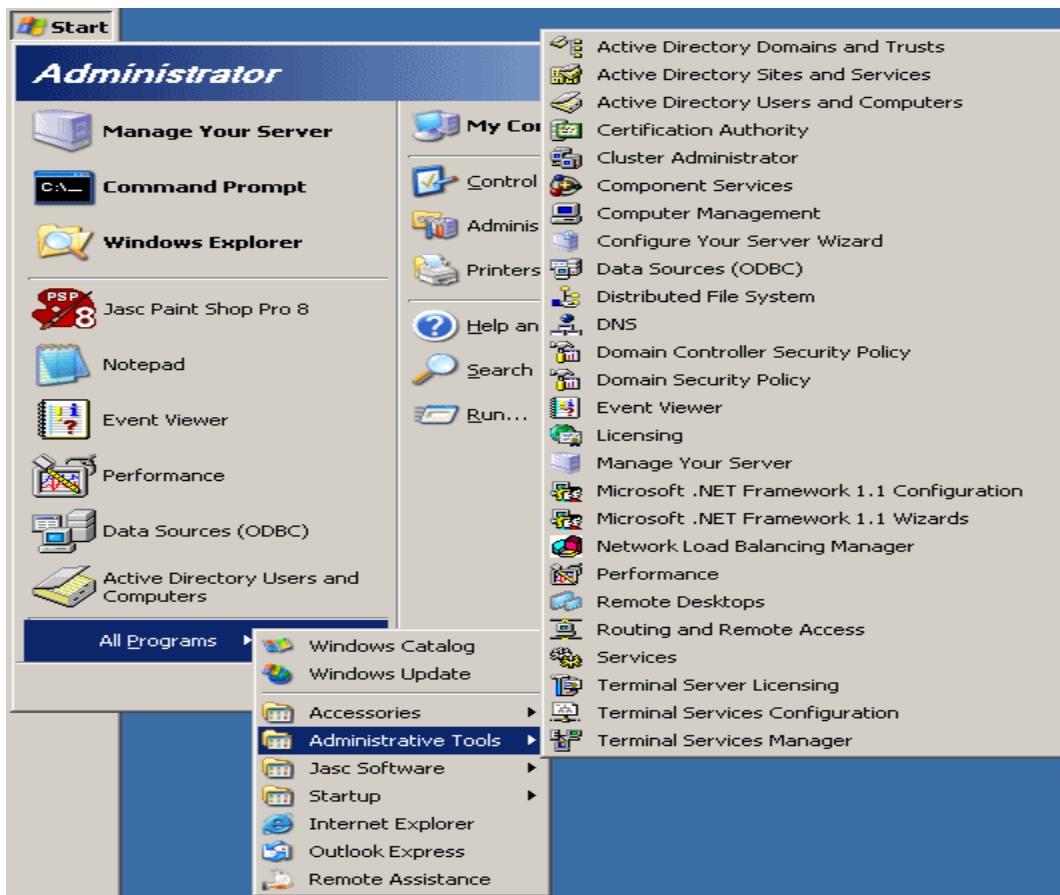 Start
Administrator
Manage Your Server
Command Prompt
Windows Explorer
Jasc Paint Shop Pro 8
Notepad
Event Viewer
Performance
Data Sources (ODBC)
Active Directory Users and
Computers
All Programs
My Co
Control
Adminis
Printers
Help an
Search
Run...
Windows Catalog
Windows Update
Accessories
Administrative Tools
Jasc Software
Startup
Internet Explorer
Outlook Express
Remote Assistance
Active Directory Domains and Trusts
Active Directory Sites and Services
Active Directory Users and Computers
Certification Authority
Cluster Administrator
Component Services
Computer Management
Configure Your Server Wizard
Data Sources (ODBC)
Distributed File System
DNS
Domain Controller Security Policy
Domain Security Policy
Event Viewer
Licensing
Manage Your Server
Microsoft .NET Framework 1.1 Configuration
Microsoft .NET Framework 1.1 Wizards
Network Load Balancing Manager
Performance
Remote Desktops
Routing and Remote Access
Services
Terminal Server Licensing
Terminal Services Configuration
Terminal Services Manager